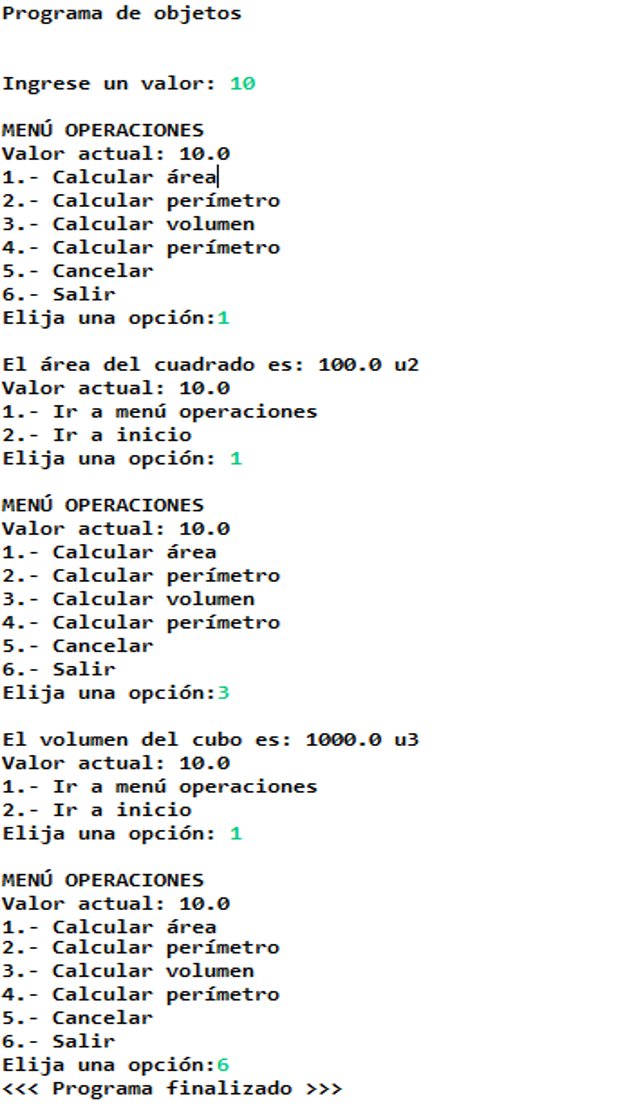 Programa de objetos
Ingrese un valor: 10
MENÚ OPERACIONES
Valor actual: 10.0
1.- Calcular área
2.- Calcular perímetro
3.- Calcular volumen
4.- Calcular perímetro
5.- Cancelar
6.- Salir
Elija una opción:1
El área del cuadrado es: 100.0 u2
Valor actual: 10.0
1.- Ir a menú operaciones
2.- Ir a inicio
Elija una opción: 1
MENÚ OPERACIONES
Valor actual: 10.0
1.- Calcular área
2.- Calcular perímetro
3.- Calcular volumen
4.- Calcular perímetro
5.- Cancelar
6.- Salir
Elija una opción:3
El volumen del cubo es: 1000.0 u3
Valor actual: 10.0
1.- Ir a menú operaciones
2.- Ir a inicio
Elija una opción: 1
MENÚ OPERACIONES
Valor actual: 10.0
1.- Calcular área
2.- Calcular perímetro
3.- Calcular volumen
4.- Calcular perímetro
5.- Cancelar
6.- Salir
Elija una opción:6
<<< Programa finalizado >>>